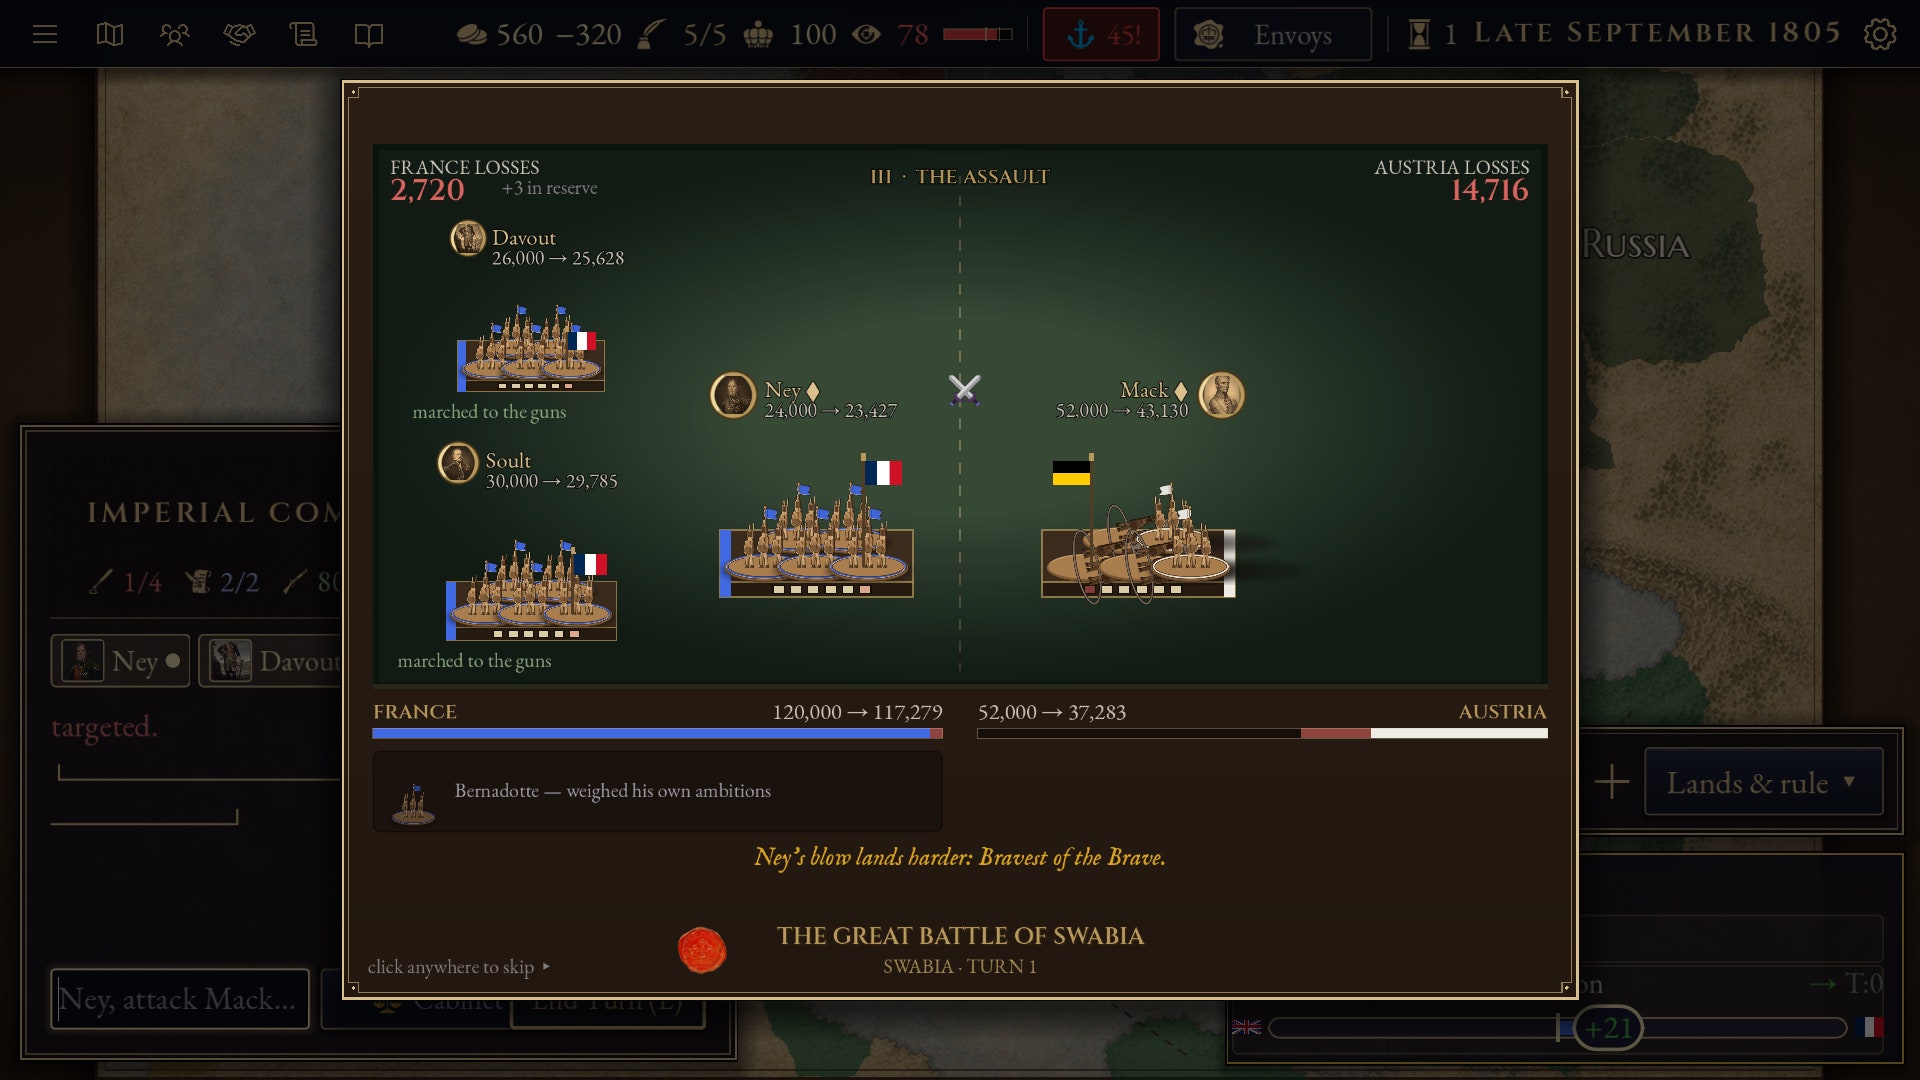 560 −320 5/5 100 78 45! Envoys 1 Late September 1805
FRANCE LOSSES
2,720 +3 in reserve
III · THE ASSAULT
AUSTRIA LOSSES
14,716
Davout
26,000 → 25,628
marched to the guns
Soult
30,000 → 29,785
marched to the guns
Ney
24,000 → 23,427
Mack
52,000 → 43,130
Russia
FRANCE 120,000 → 117,279
52,000 → 37,283 AUSTRIA
Bernadotte — weighed his own ambitions
Ney's blow lands harder: Bravest of the Brave.
THE GREAT BATTLE OF SWABIA
SWABIA · TURN 1
click anywhere to skip ▸
IMPERIAL COM
1/4 2/2 80
Ney Davout
targeted.
Ney, attack Mack...
Cabinet
End Turn (E)
Lands & rule ▾
on → T:0
+21